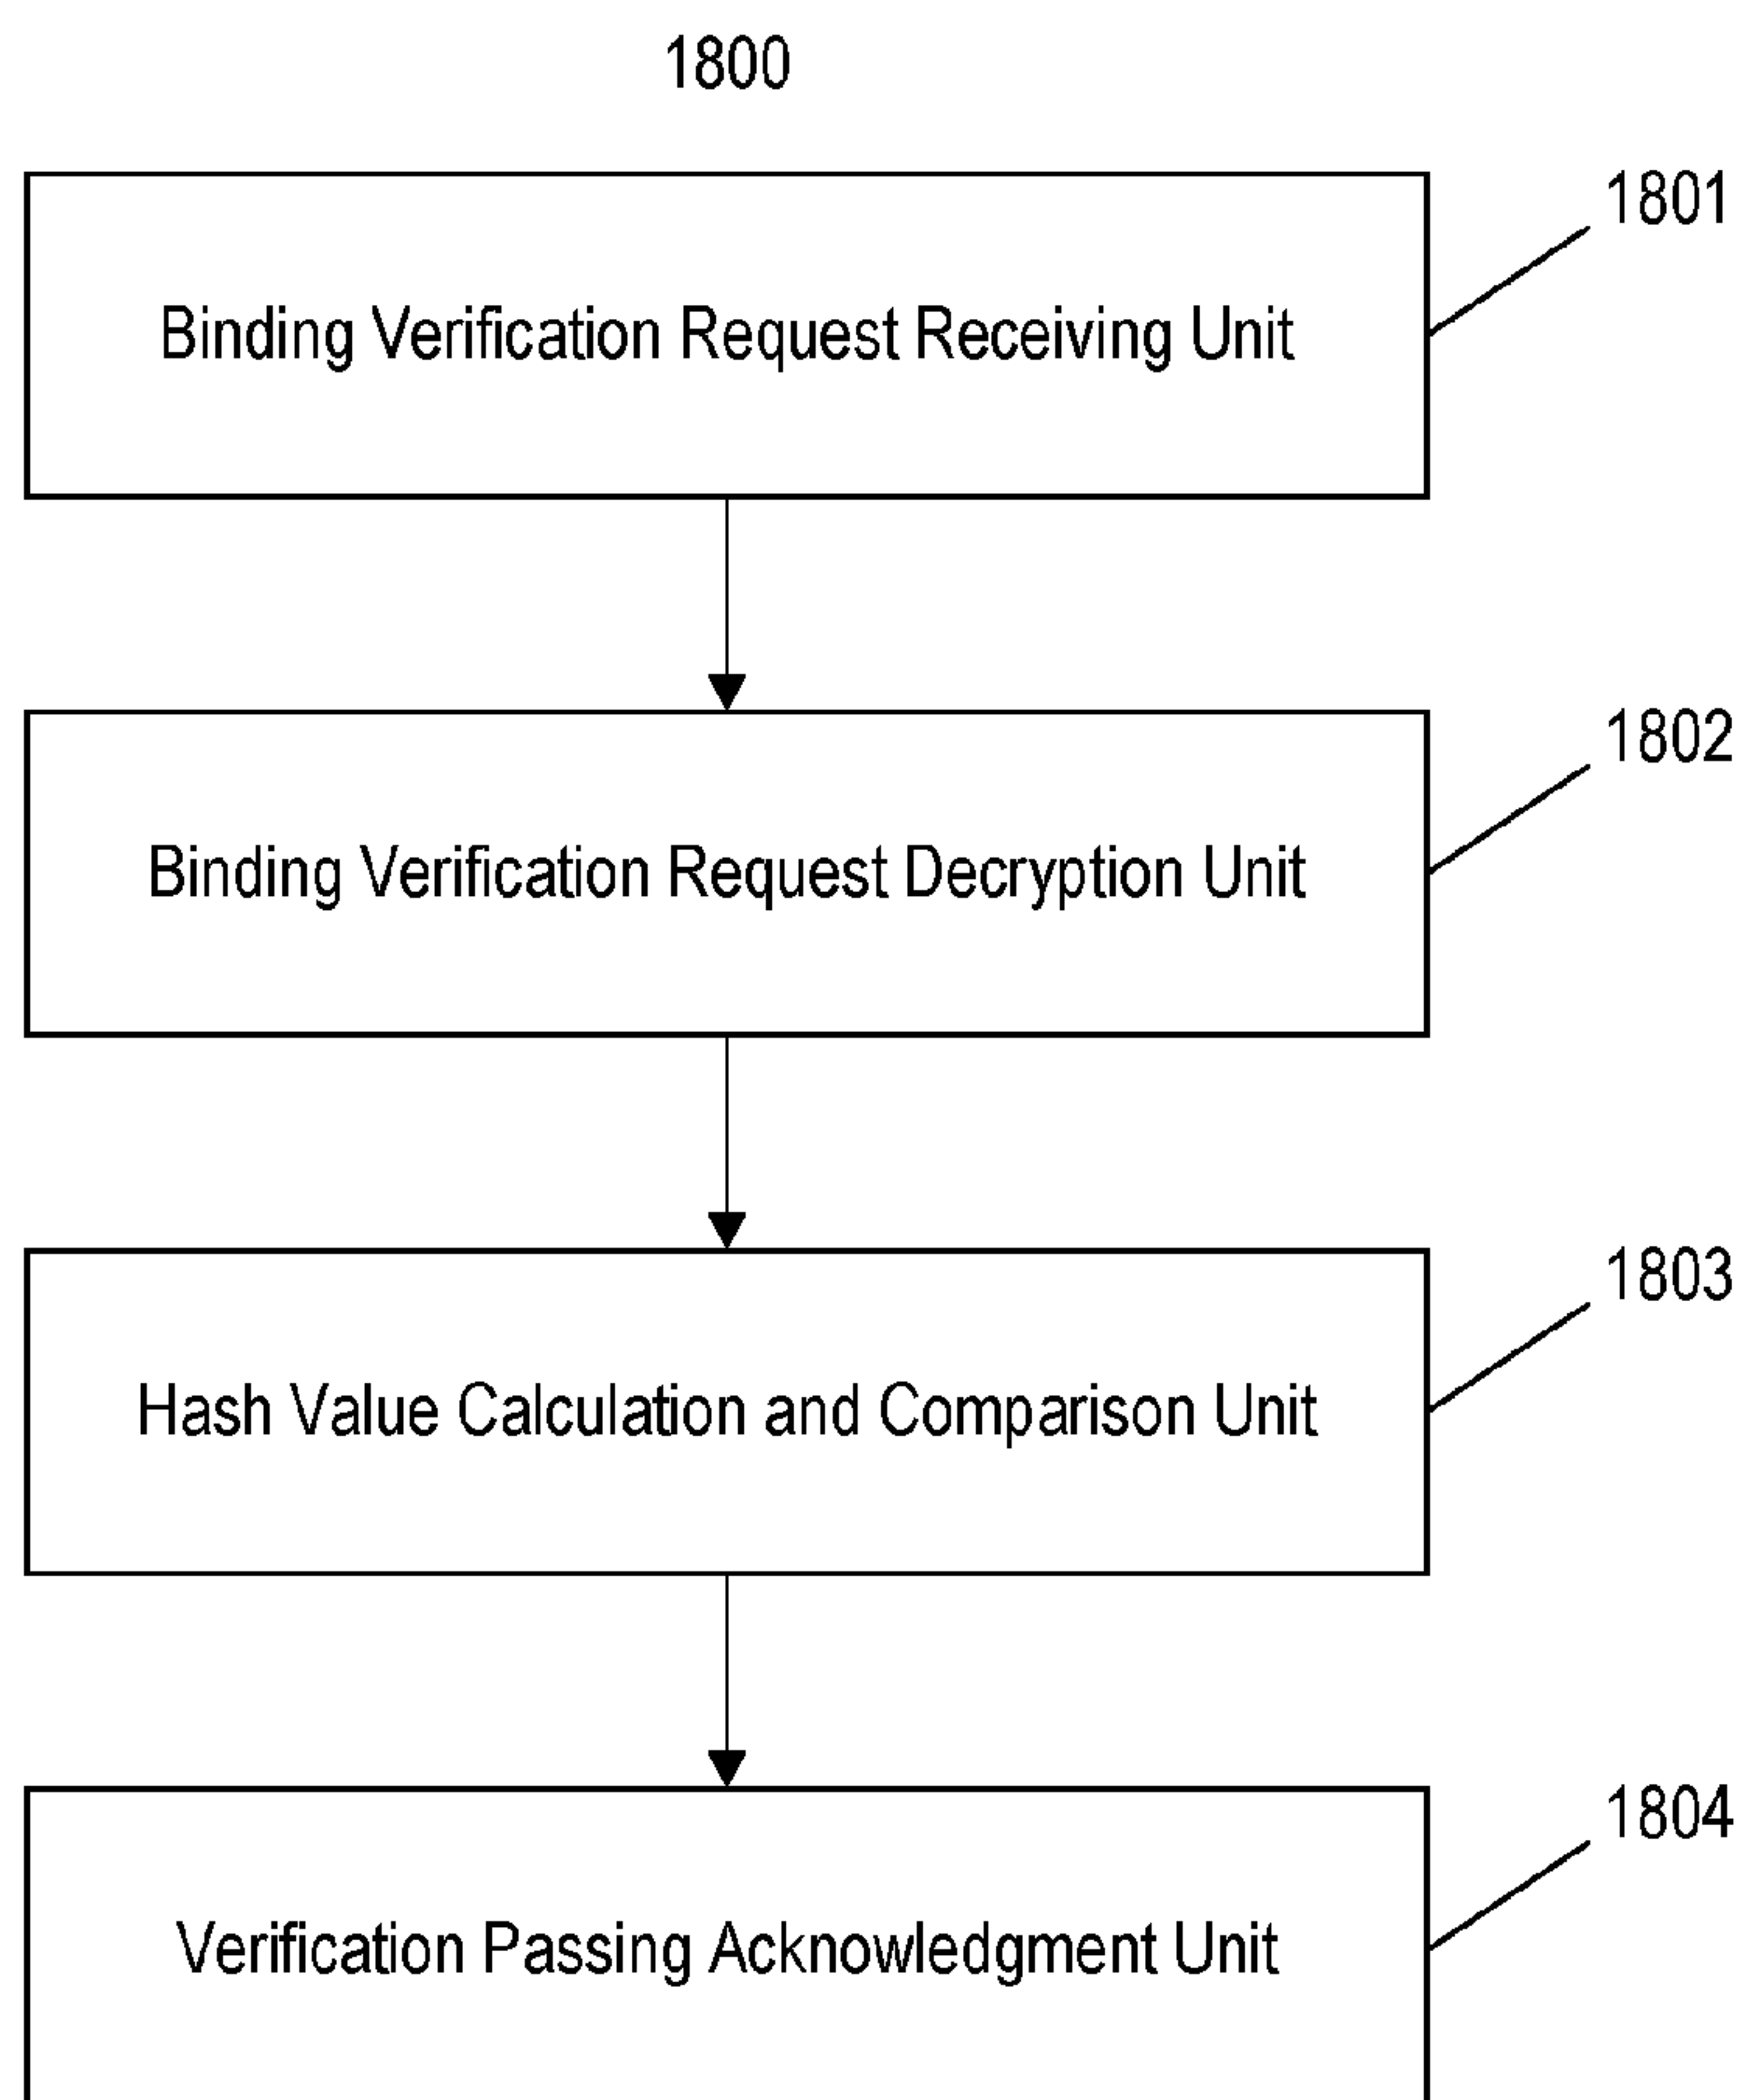 1800
1801
Binding Verification Request Receiving Unit
1802
Binding Verification Request Decryption Unit
1803
Hash Value Calculation and Comparison Unit
1804
Verification Passing Acknowledgment Unit